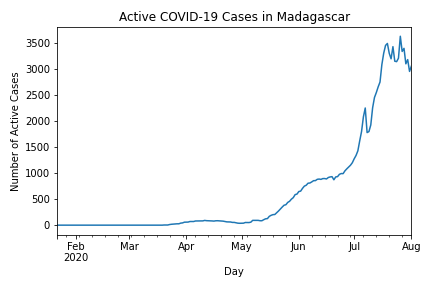 Active COVID-19 Cases in Madagascar
Number of Active Cases
3500
3000
2500
2000
1500
1000
500
0
Feb Mar Apr May Jun Jul Aug
2020
Day